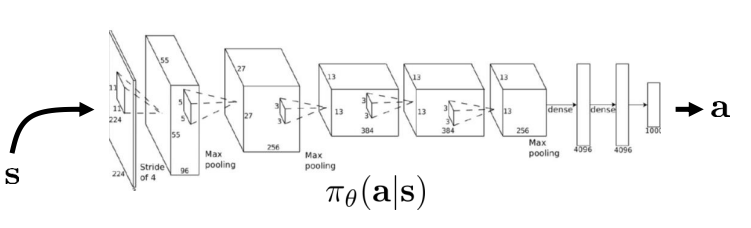 s
11
11
224
224
Stride
of 4
55
55
96
5
5
Max
pooling
27
27
256
3
3
Max
pooling
13
13
384
3
3
13
13
384
3
3
13
13
256
Max
pooling
dense
4096
dense
4096
a
π_θ(a|s)